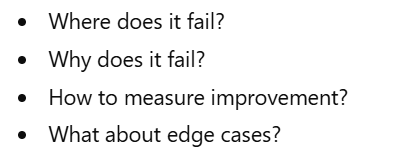 • Where does it fail?
• Why does it fail?
• How to measure improvement?
• What about edge cases?